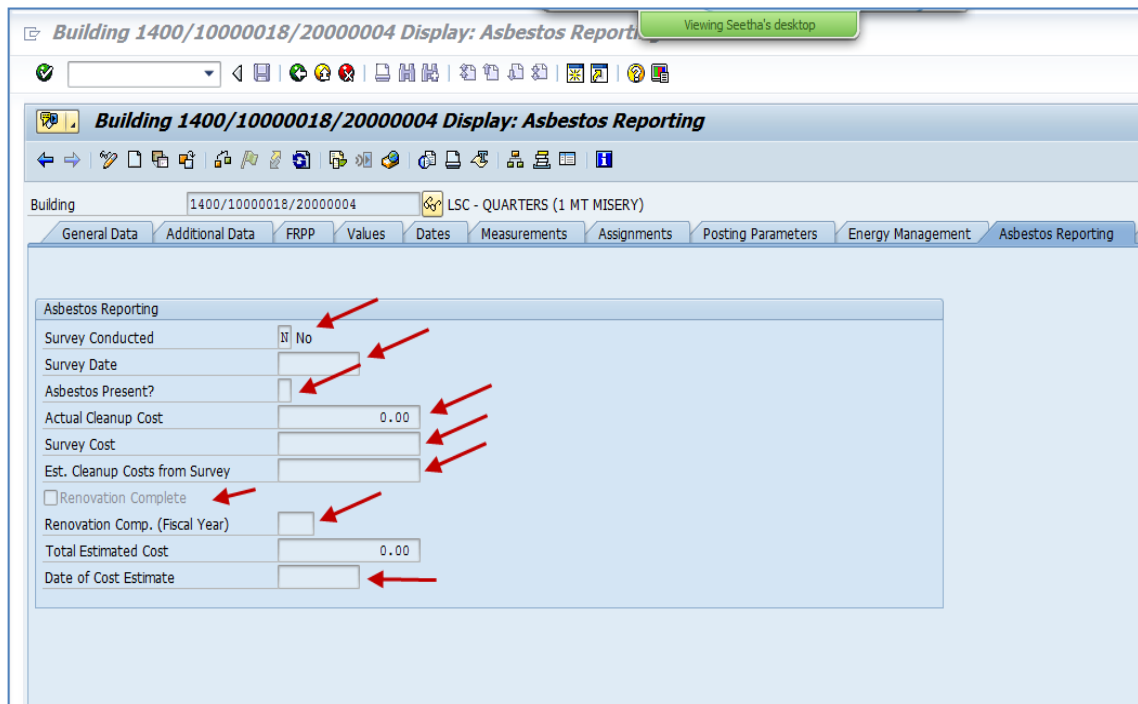 Building 1400/10000018/20000004 Display: Asbestos Reporting
Viewing Seetha's desktop
Building 1400/10000018/20000004 Display: Asbestos Reporting
Building 1400/10000018/20000004 LSC - QUARTERS (1 MT MISERY)
General Data Additional Data FRPP Values Dates Measurements Assignments Posting Parameters Energy Management Asbestos Reporting
Asbestos Reporting
Survey Conducted N No
Survey Date
Asbestos Present?
Actual Cleanup Cost 0.00
Survey Cost
Est. Cleanup Costs from Survey
Renovation Complete
Renovation Comp. (Fiscal Year)
Total Estimated Cost 0.00
Date of Cost Estimate